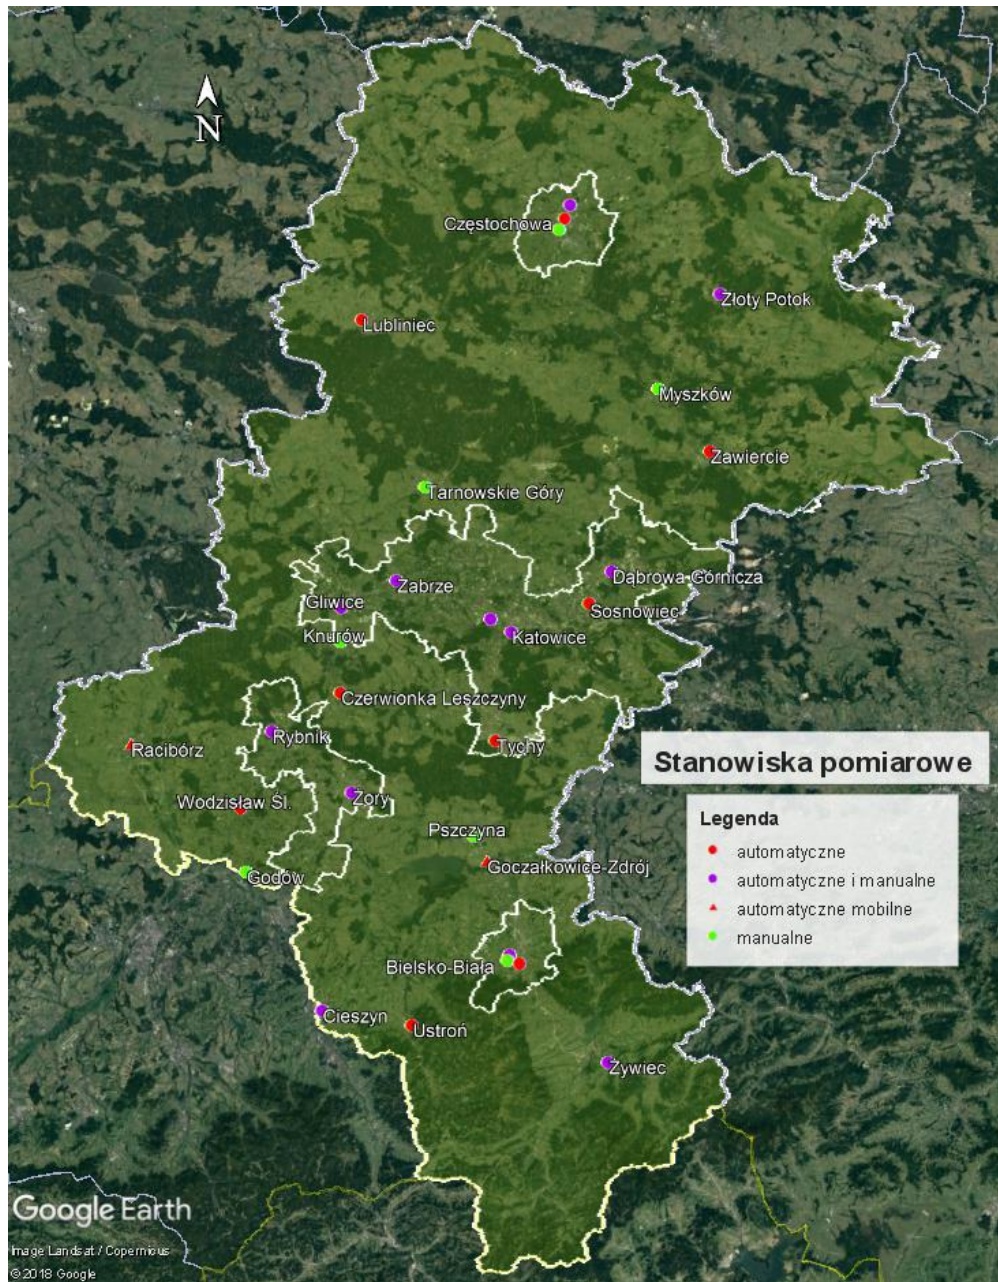 N
Częstochowa
Złoty Potok
Lubliniec
Myszków
Zawiercie
Tarnowskie Góry
Dąbrowa Górnicza
Zabrze
Gliwice
Sosnowiec
Katowice
Knurów
Czerwionka Leszczyny
Rybnik
Racibórz
Tychy
Stanowiska pomiarowe
Wodzisław Śl.
Żory
Pszczyna
Goczałkowice-Zdrój
Godów
Legenda
automatyczne
automatyczne i manualne
automatyczne mobilne
manualne
Bielsko-Biała
Cieszyn
Ustroń
Żywiec
Google Earth
Image Landsat / Copernicus
© 2018 Google